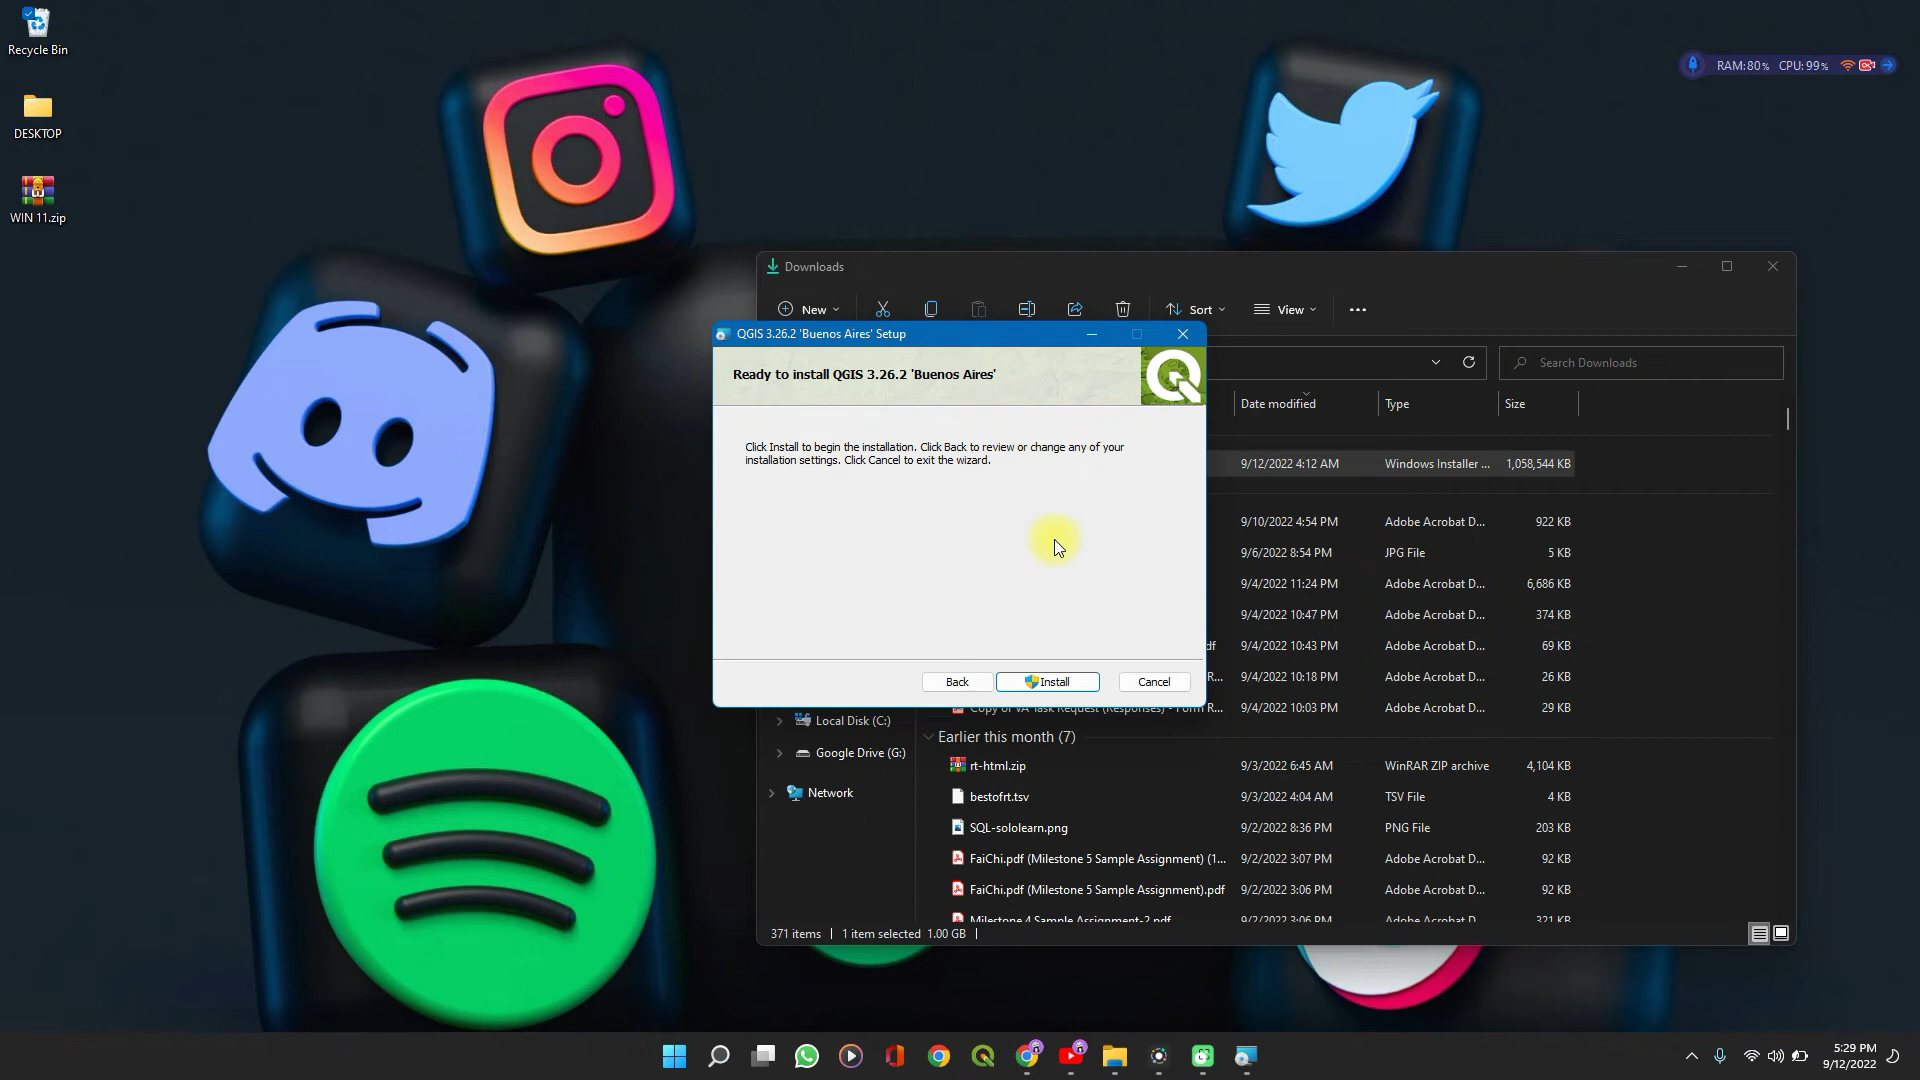 Recycle Bin
DESKTOP
WIN 11.zip
RAM:80% CPU:99%
Downloads
New
Sort
View
Search Downloads
Date modified
Type
Size
QGIS 3.26.2 'Buenos Aires' Setup
Ready to install QGIS 3.26.2 'Buenos Aires'
Click Install to begin the installation. Click Back to review or change any of your
installation settings. Click Cancel to exit the wizard.
Back
Install
Cancel
9/12/2022 4:12 AM Windows Installer ... 1,058,544 KB
9/10/2022 4:54 PM Adobe Acrobat D... 922 KB
9/6/2022 8:54 PM JPG File 5 KB
9/4/2022 11:24 PM Adobe Acrobat D... 6,686 KB
9/4/2022 10:47 PM Adobe Acrobat D... 374 KB
df 9/4/2022 10:43 PM Adobe Acrobat D... 69 KB
R... 9/4/2022 10:18 PM Adobe Acrobat D... 26 KB
Copy of VA Task Request (Responses) - Form R... 9/4/2022 10:03 PM Adobe Acrobat D... 29 KB
Local Disk (C:)
Google Drive (G:)
Network
Earlier this month (7)
rt-html.zip 9/3/2022 6:45 AM WinRAR ZIP archive 4,104 KB
bestofrt.tsv 9/3/2022 4:04 AM TSV File 4 KB
SQL-sololearn.png 9/2/2022 8:36 PM PNG File 203 KB
FaiChi.pdf (Milestone 5 Sample Assignment) (1... 9/2/2022 3:07 PM Adobe Acrobat D... 92 KB
FaiChi.pdf (Milestone 5 Sample Assignment).pdf 9/2/2022 3:06 PM Adobe Acrobat D... 92 KB
Milestone 4 Sample Assignment-2.pdf 9/2/2022 3:06 PM Adobe Acrobat D... 321 KB
371 items 1 item selected 1.00 GB
5:29 PM
9/12/2022